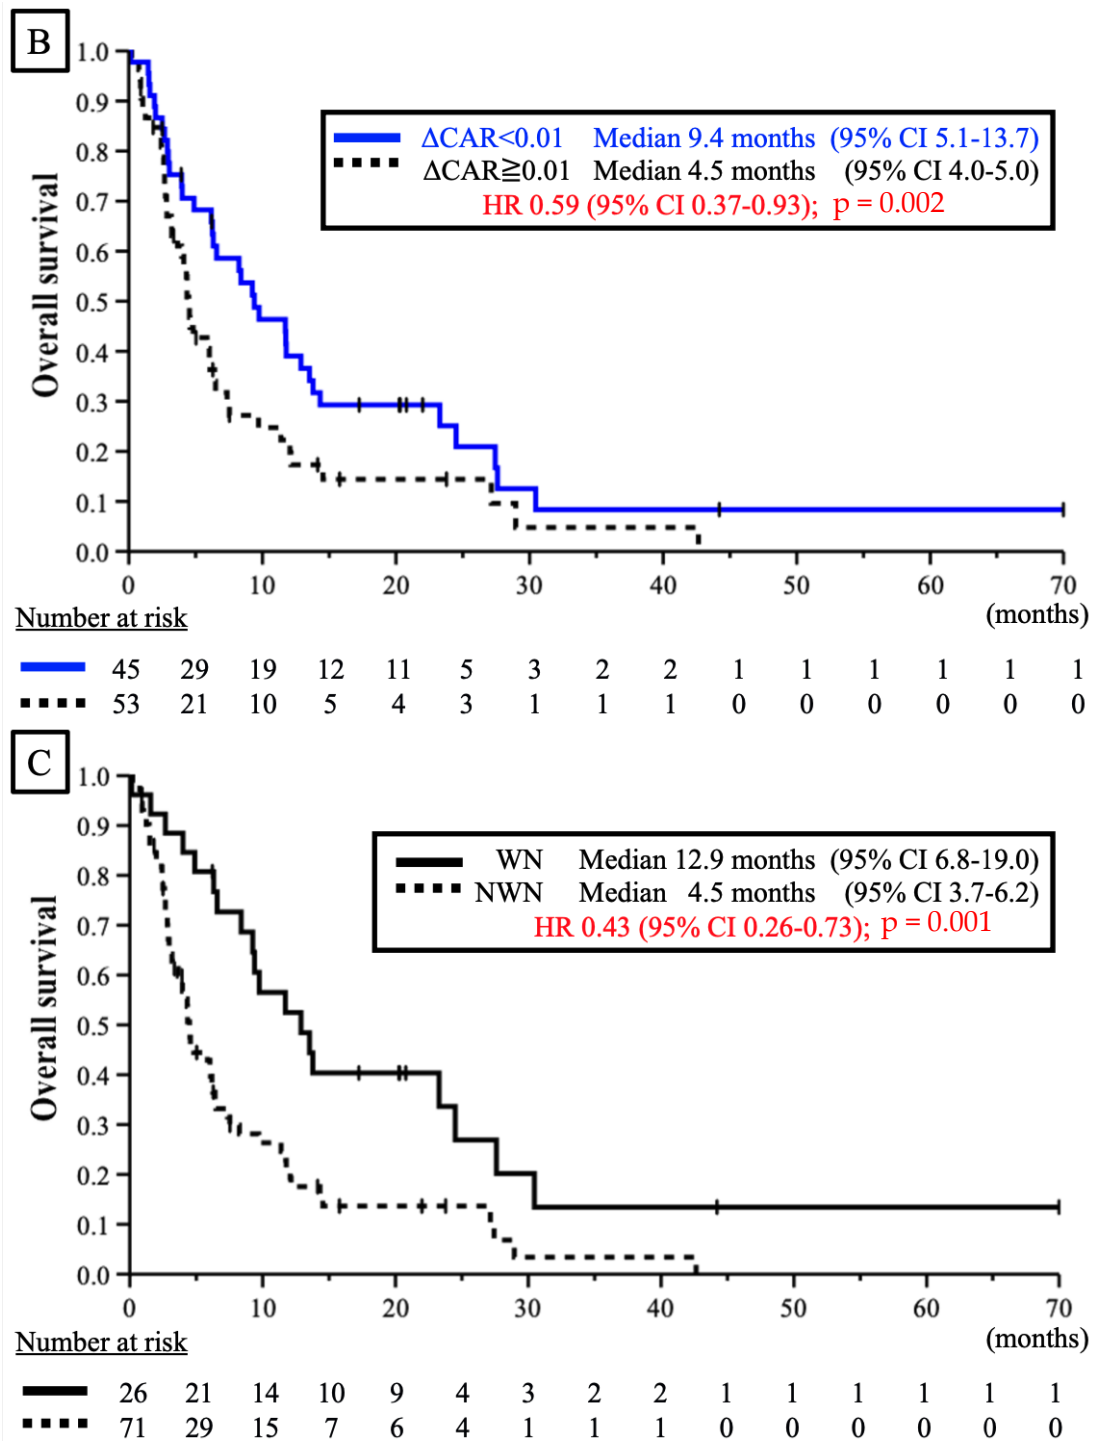 B
1.0
0.9
0.8
0.7
0.6
0.5
0.4
0.3
0.2
0.1
0.0
Overall survival
ΔCAR<0.01 Median 9.4 months (95% CI 5.1-13.7)
ΔCAR≧0.01 Median 4.5 months (95% CI 4.0-5.0)
HR 0.59 (95% CI 0.37-0.93); p = 0.002
0 10 20 30 40 50 60 70
(months)
Number at risk
45 29 19 12 11 5 3 2 2 1 1 1 1 1 1
53 21 10 5 4 3 1 1 1 0 0 0 0 0 0
C
1.0
0.9
0.8
0.7
0.6
0.5
0.4
0.3
0.2
0.1
0.0
Overall survival
WN Median 12.9 months (95% CI 6.8-19.0)
NWN Median 4.5 months (95% CI 3.7-6.2)
HR 0.43 (95% CI 0.26-0.73); p = 0.001
0 10 20 30 40 50 60 70
(months)
Number at risk
26 21 14 10 9 4 3 2 2 1 1 1 1 1 1
71 29 15 7 6 4 1 1 1 0 0 0 0 0 0